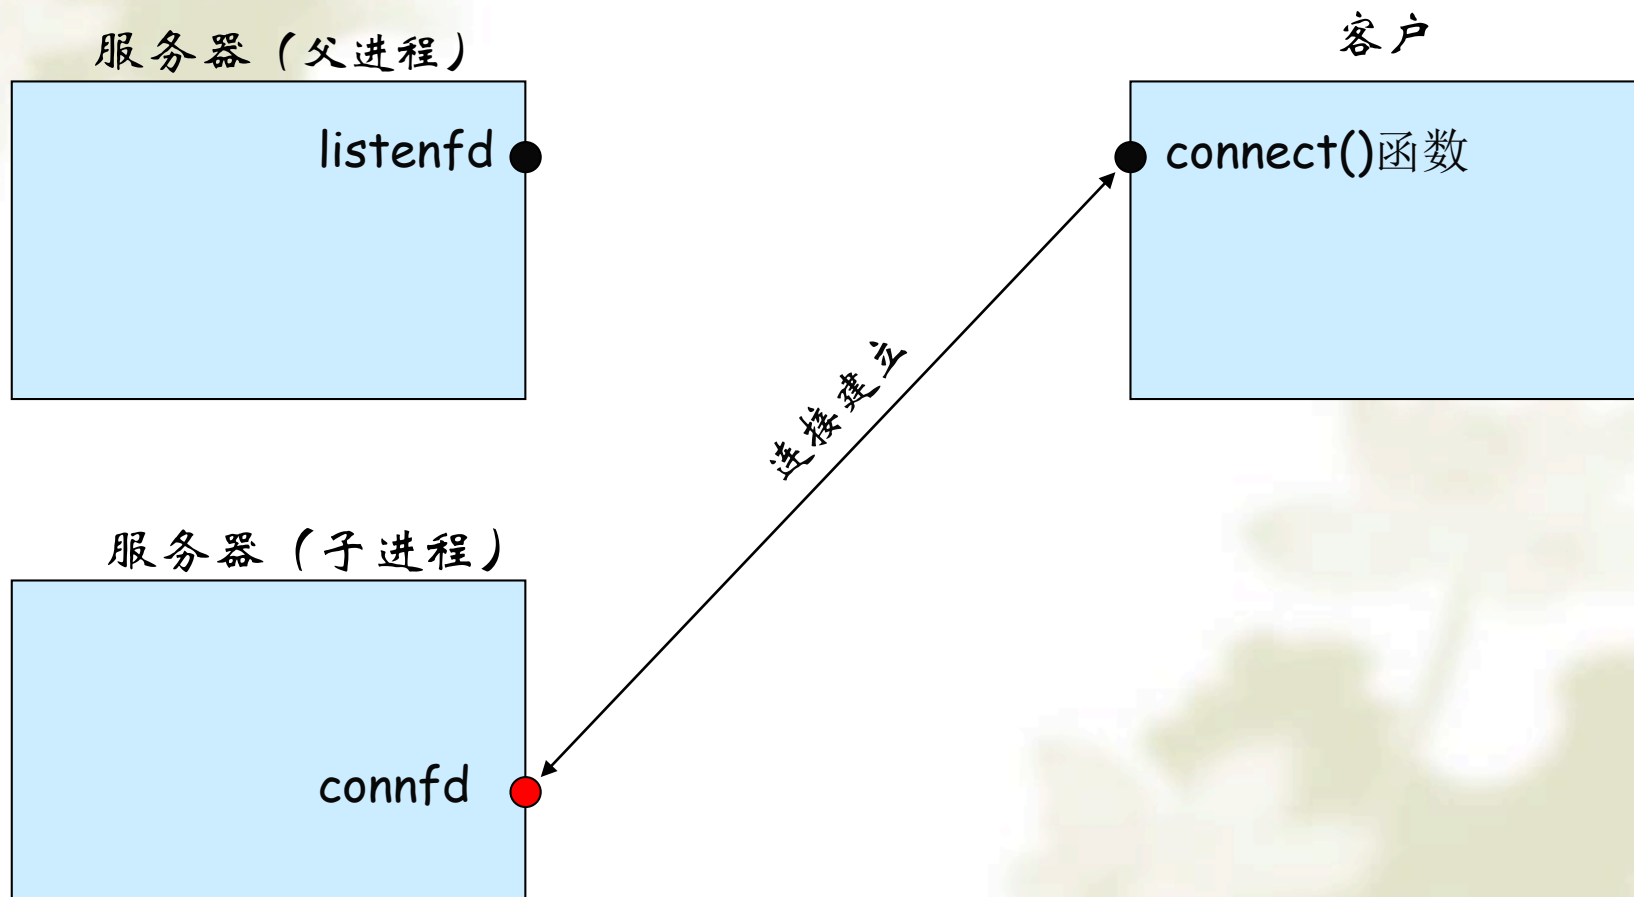 服务器（父进程）
客户
listenfd
connect()函数
连接建立
服务器（子进程）
connfd